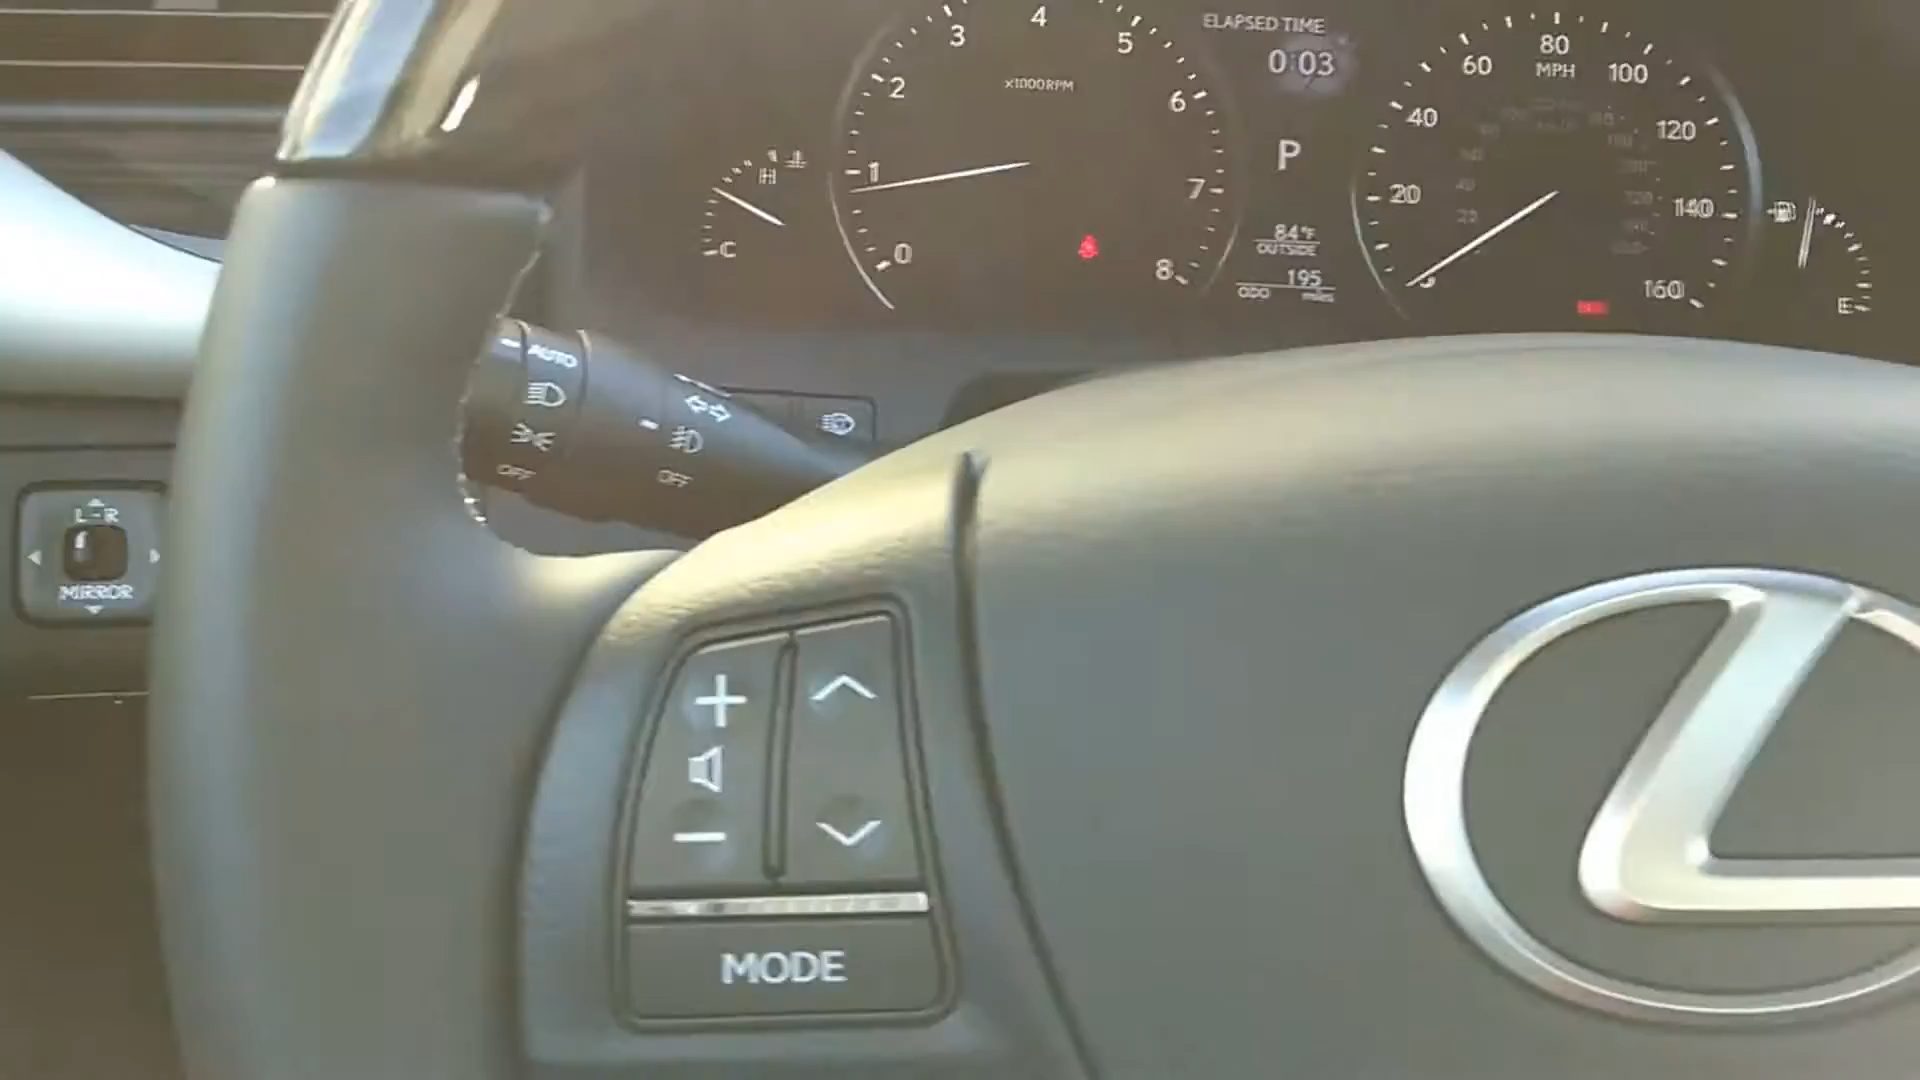 ELAPSED TIME
0:03
4
3
5
2
6
x1000RPM
1
7
0
8
H
C
P
84°F
OUTSIDE
195
ODO miles
80
MPH
60
100
40
120
20
140
160
E
AUTO
OFF
OFF
L-R
MIRROR
+
−
MODE